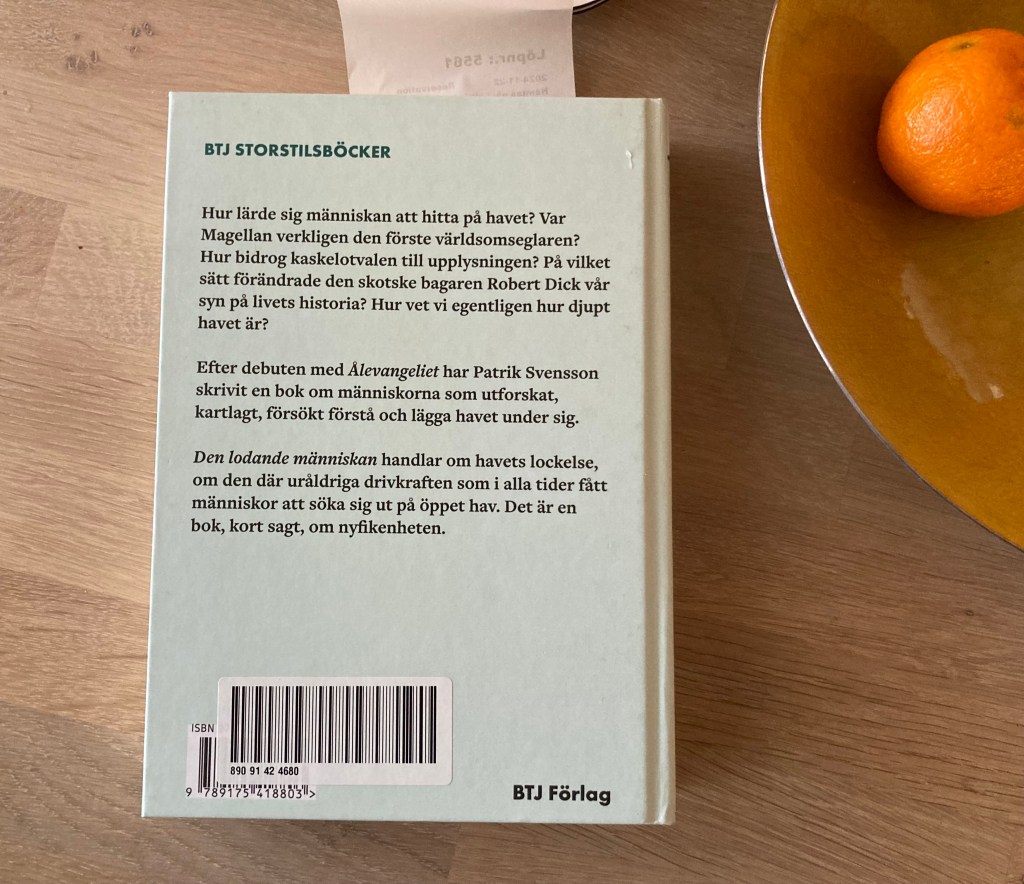 Löpnr.: 5561
BTJ STORSTILSBÖCKER
Hur lärde sig människan att hitta på havet? Var
Magellan verkligen den förste världsomseglaren?
Hur bidrog kaskelotvalen till upplysningen? På vilket
sätt förändrade den skotske bagaren Robert Dick vår
syn på livets historia? Hur vet vi egentligen hur djupt
havet är?
Efter debuten med Ålevangeliet har Patrik Svensson
skrivit en bok om människorna som utforskat,
kartlagt, försökt förstå och lägga havet under sig.
Den lodande människan handlar om havets lockelse,
om den där uråldriga drivkraften som i alla tider fått
människor att söka sig ut på öppet hav. Det är en
bok, kort sagt, om nyfikenheten.
ISBN
890 91 42 4680
9 789175 418803 >
BTJ Förlag